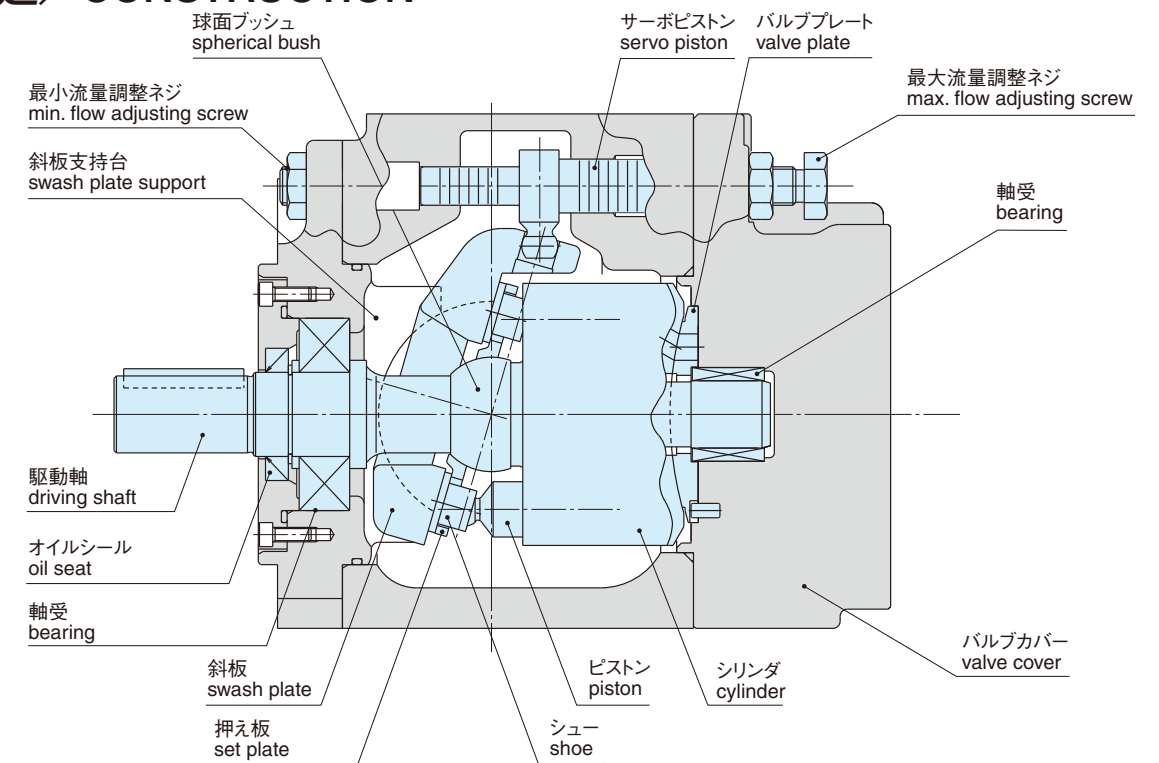 造〉CONSTRUCTION
球面ブッシュ
spherical bush
サーボピストン
servo piston
バルブプレート
valve plate
最大流量調整ネジ
max. flow adjusting screw
最小流量調整ネジ
min. flow adjusting screw
斜板支持台
swash plate support
軸受
bearing
駆動軸
driving shaft
オイルシール
oil seat
軸受
bearing
斜板
swash plate
押え板
set plate
シュー
shoe
ピストン
piston
シリンダ
cylinder
バルブカバー
valve cover